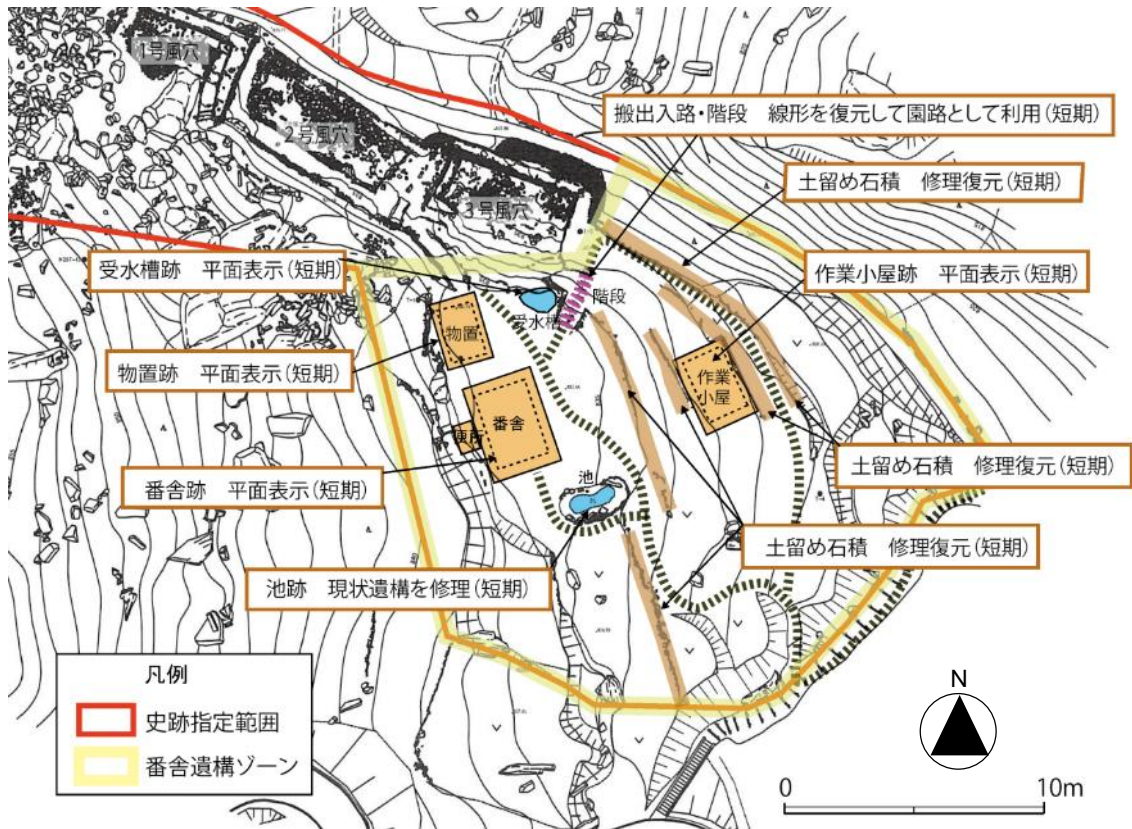 1号風穴
2号風穴
3号風穴
搬出入路・階段　線形を復元して園路として利用(短期)
土留め石積　修理復元(短期)
受水槽跡　平面表示(短期)
作業小屋跡　平面表示(短期)
階段
受水槽
物置
物置跡　平面表示(短期)
作業
小屋
番舎
便所
土留め石積　修理復元(短期)
池
番舎跡　平面表示(短期)
土留め石積　修理復元(短期)
池跡　現状遺構を修理(短期)
凡例
史跡指定範囲
番舎遺構ゾーン
N
0
10m